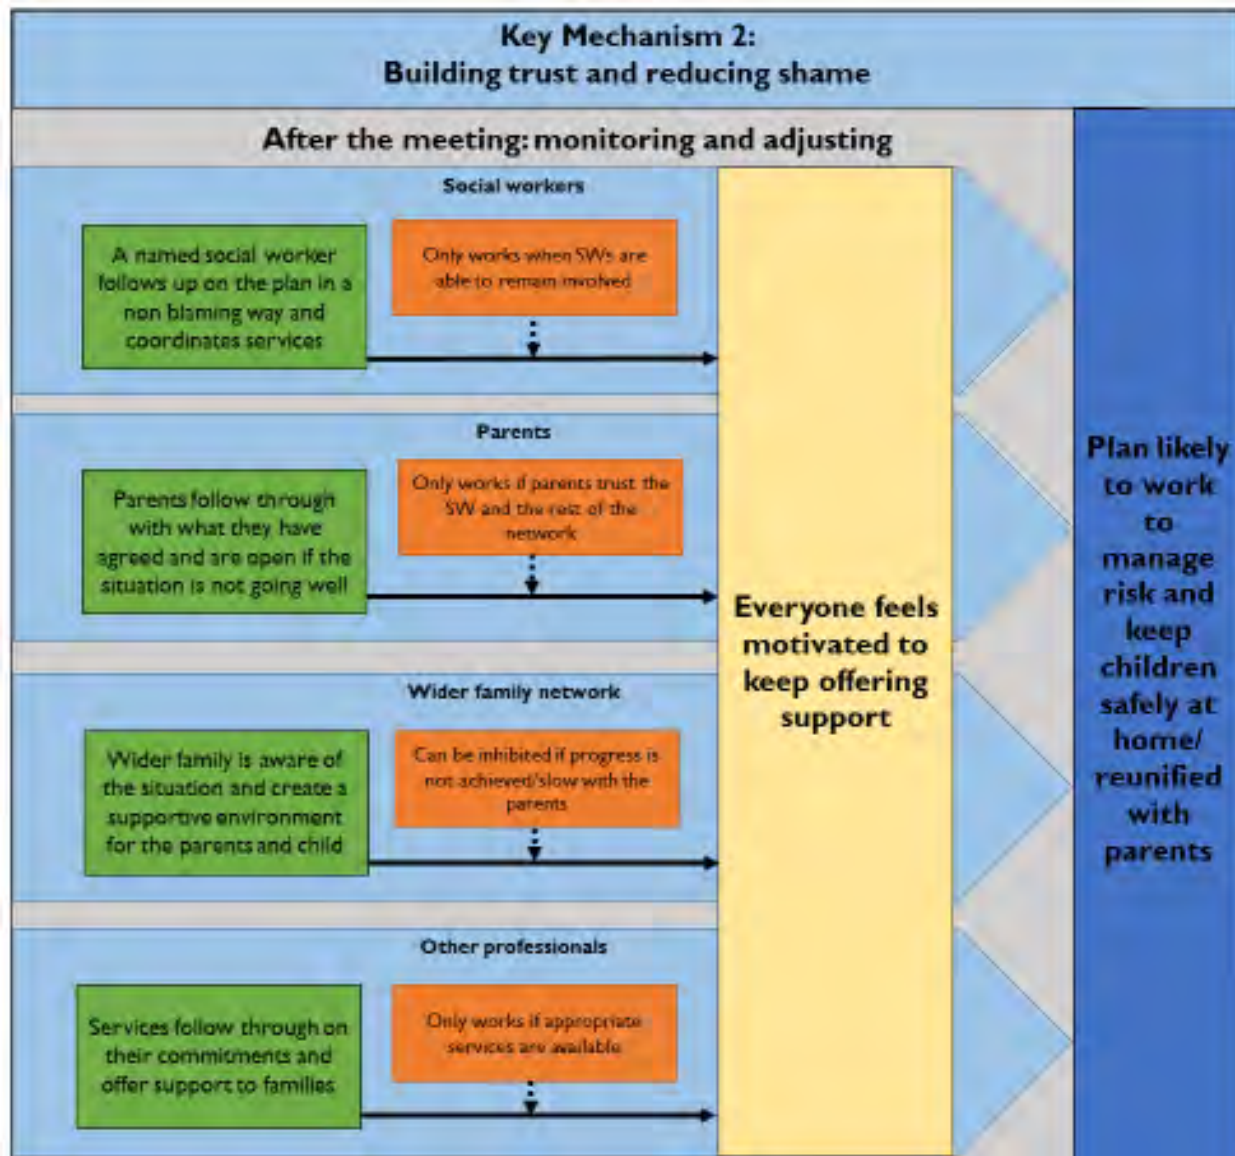 Key Mechanism 2:
Building trust and reducing shame
After the meeting: monitoring and adjusting
Social workers
A named social worker
follows up on the plan in a
non blaming way and
coordinates services
Only works when SWs are
able to remain involved
Parents
Parents follow through
with what they have
agreed and are open if the
situation is not going well
Only works if parents trust the
SW and the rest of the
network
Wider family network
Wider family is aware of
the situation and create a
supportive environment
for the parents and child
Can be inhibited if progress is
not achieved/slow with the
parents
Other professionals
Services follow through on
their commitments and
offer support to families
Only works if appropriate
services are available
Everyone feels
motivated to
keep offering
support
Plan likely
to work
to
manage
risk and
keep
children
safely at
home/
reunified
with
parents